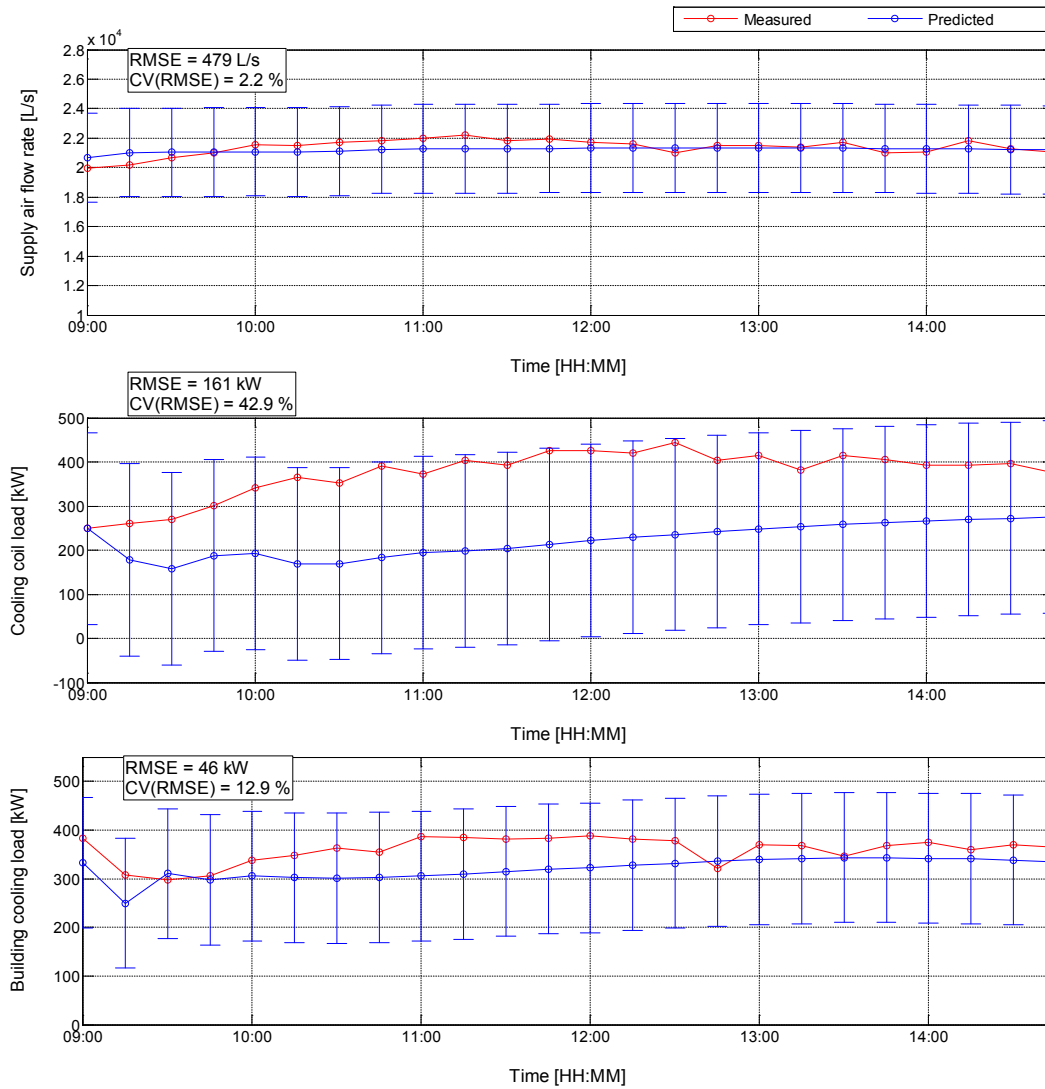 Measured Predicted
x 10^4
RMSE = 479 L/s
CV(RMSE) = 2.2 %
Supply air flow rate [L/s]
2.8
2.6
2.4
2.2
2
1.8
1.6
1.4
1.2
1
09:00 10:00 11:00 12:00 13:00 14:00
Time [HH:MM]
RMSE = 161 kW
CV(RMSE) = 42.9 %
Cooling coil load [kW]
500
400
300
200
100
0
-100
09:00 10:00 11:00 12:00 13:00 14:00
Time [HH:MM]
RMSE = 46 kW
CV(RMSE) = 12.9 %
Building cooling load [kW]
500
400
300
200
100
0
09:00 10:00 11:00 12:00 13:00 14:00
Time [HH:MM]